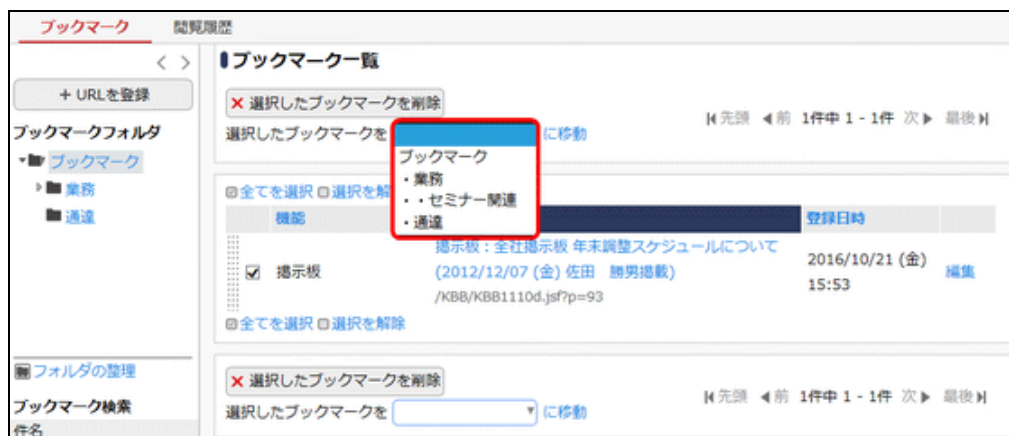 ブックマーク 閲覧履歴
< >
+ URLを登録
ブックマークフォルダ
ブックマーク
業務
通達
フォルダの整理
ブックマーク検索
件名
ブックマーク一覧
選択したブックマークを削除
選択したブックマークを に移動
先頭 前 1件中 1 - 1件 次 最後
ブックマーク
・業務
・・セミナー関連
・通達
全てを選択 選択を解
機能 登録日時
掲示板
掲示板：全社掲示板 年末調整スケジュールについて
(2012/12/07 (金) 佐田 勝男掲載)
/KBB/KBB1110d.jsf?p=93
2016/10/21 (金)
15:53
編集
全てを選択 選択を解除
選択したブックマークを削除
選択したブックマークを に移動
先頭 前 1件中 1 - 1件 次 最後